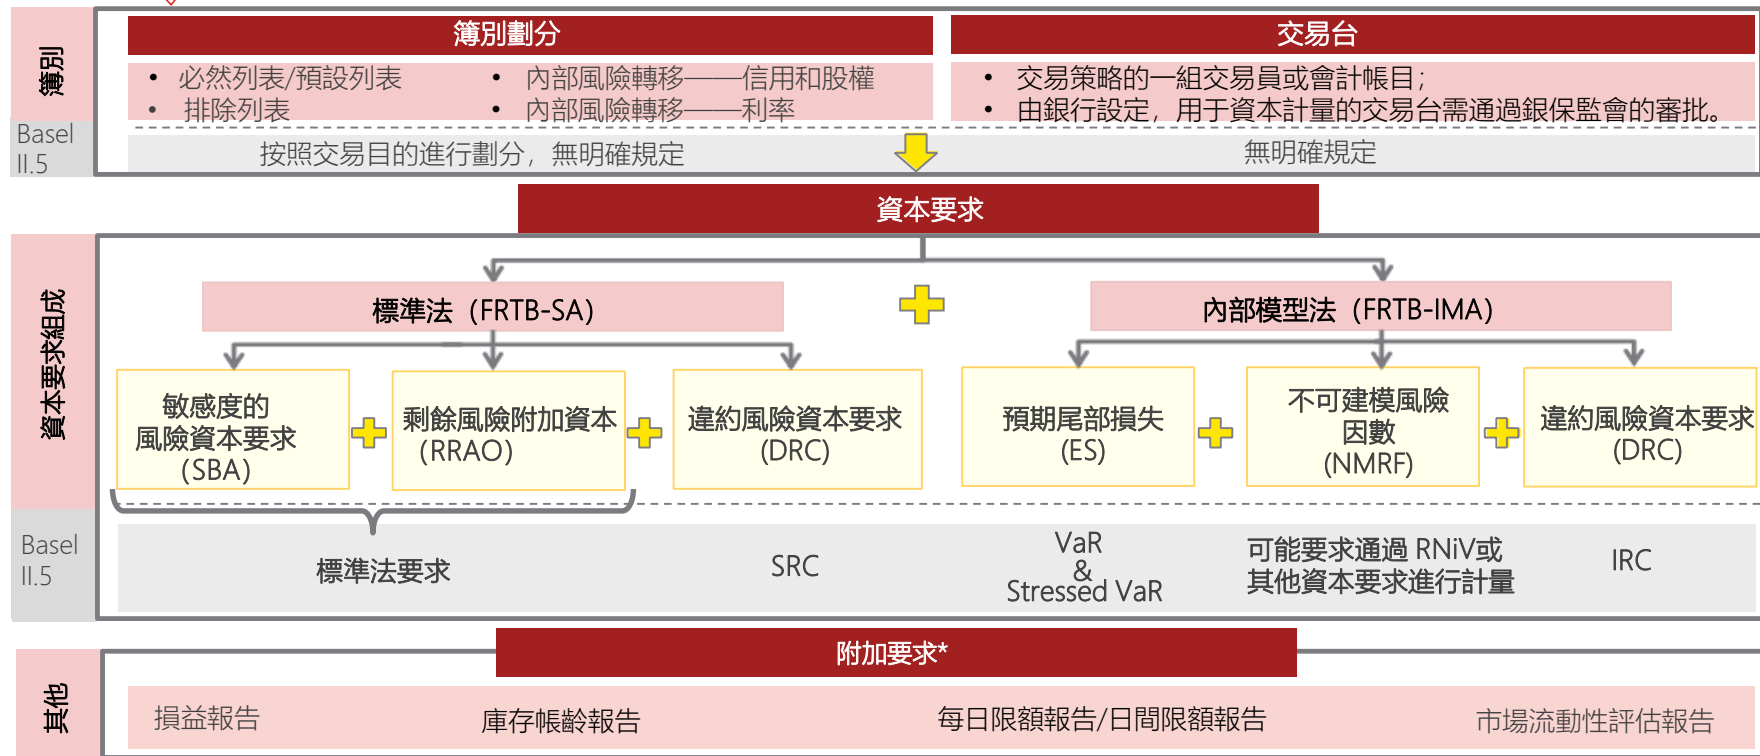 簿別
簿別劃分
交易台
• 必然列表/預設列表
• 排除列表
• 內部風險轉移——信用和股權
• 內部風險轉移——利率
• 交易策略的一組交易員或會計帳目；
• 由銀行設定，用于資本計量的交易台需通過銀保監會的審批。
Basel
II.5
按照交易目的進行劃分，無明確規定
無明確規定
資本要求
資本要求組成
標準法（FRTB-SA）
內部模型法（FRTB-IMA）
敏感度的
風險資本要求
(SBA)
剩餘風險附加資本
(RRAO)
違約風險資本要求
(DRC)
預期尾部損失
(ES)
不可建模風險
因數
(NMRF)
違約風險資本要求
(DRC)
Basel
II.5
標準法要求
SRC
VaR
&
Stressed VaR
可能要求通過 RNiV或
其他資本要求進行計量
IRC
其他
附加要求*
損益報告
庫存帳齡報告
每日限額報告/日間限額報告
市場流動性評估報告